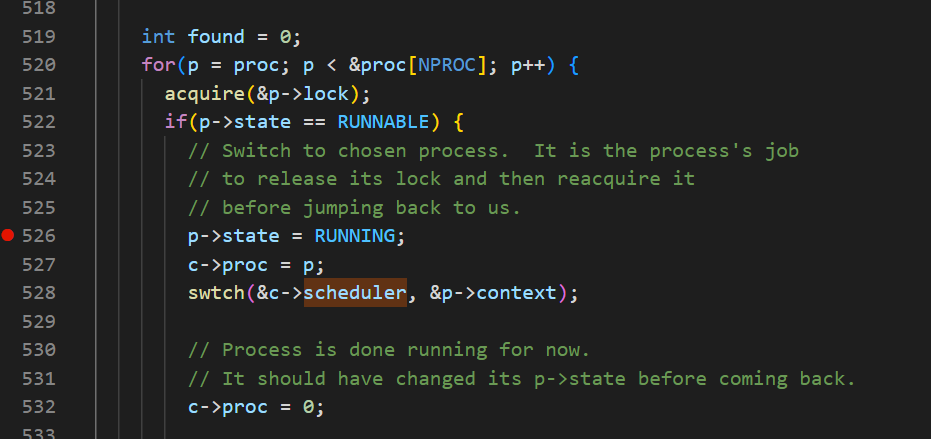 518
519 int found = 0;
520 for(p = proc; p < &proc[NPROC]; p++) {
521 acquire(&p->lock);
522 if(p->state == RUNNABLE) {
523 // Switch to chosen process.  It is the process's job
524 // to release its lock and then reacquire it
525 // before jumping back to us.
526 p->state = RUNNING;
527 c->proc = p;
528 swtch(&c->scheduler, &p->context);
529
530 // Process is done running for now.
531 // It should have changed its p->state before coming back.
532 c->proc = 0;
533